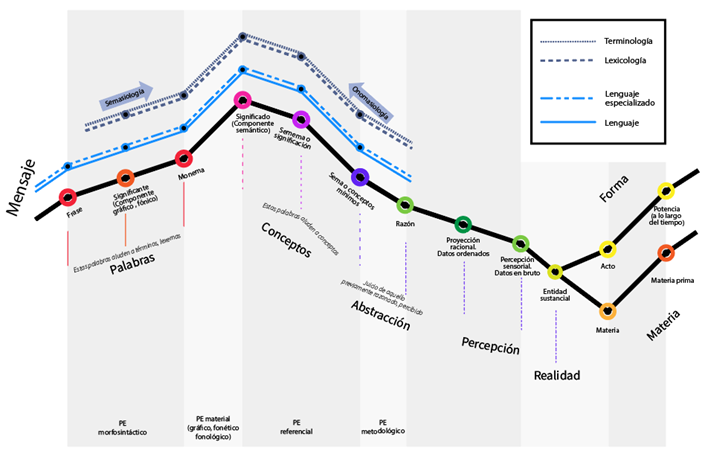 Terminología
Lexicología
Lenguaje
especializado
Lenguaje
Semasiología
Onomasiología
Mensaje
Frase
Significante
(Componente
gráfico, fónico)
Monema
Significado
(Componente
semántico)
Semema o
significación
Sema o conceptos
mínimos
Razón
Proyección
racional.
Datos ordenados
Percepción
sensorial.
Datos en bruto
Entidad
sustancial
Acto
Materia
Forma
Potencia
(a lo largo
del tiempo)
Materia prima
Materia
Estas palabras aluden a términos, lexemas
Palabras
Estas palabras aluden a conceptos
Conceptos
Juicio de aquello
previamente razonado, percibido
Abstracción
Percepción
Realidad
PE
morfosintáctico
PE material
(gráfico, fonético
fonológico)
PE
referencial
PE
metodológico